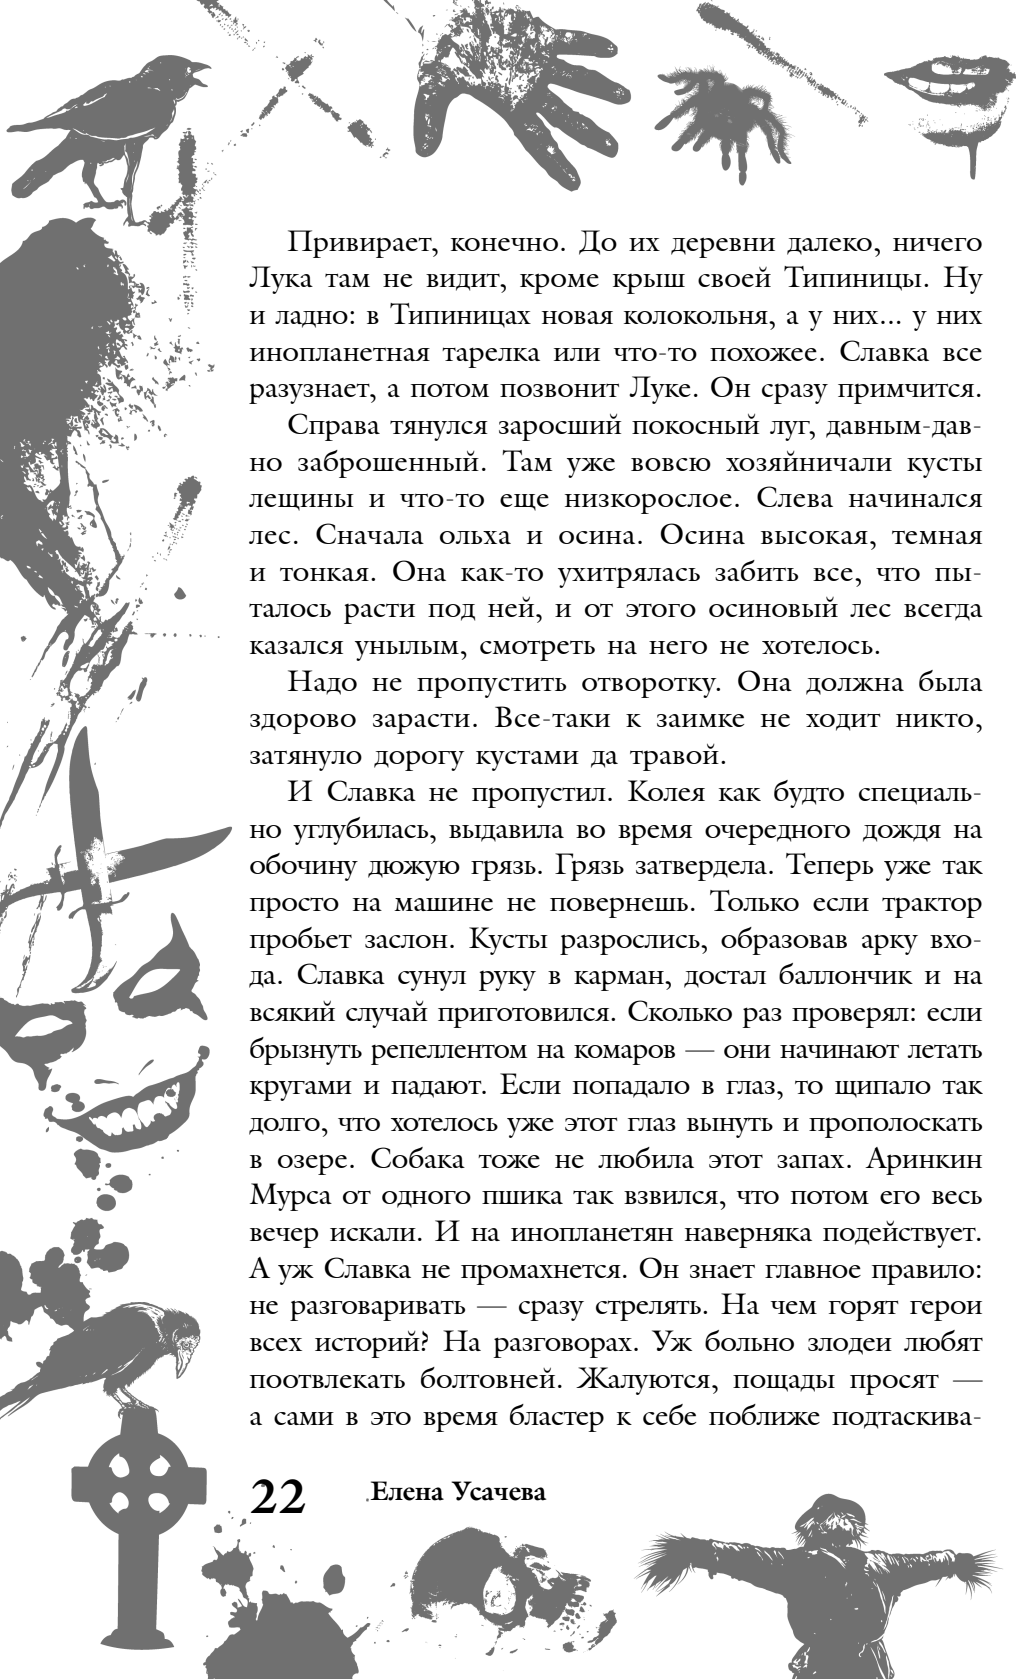 Привирает, конечно. До их деревни далеко, ничего
Лука там не видит, кроме крыш своей Типиницы. Ну
и ладно: в Типиницах новая колокольня, а у них... у них
инопланетная тарелка или что-то похожее. Славка все
разузнает, а потом позвонит Луке. Он сразу примчится.
Справа тянулся заросший покосный луг, давным-дав-
но заброшенный. Там уже вовсю хозяйничали кусты
лещины и что-то еще низкорослое. Слева начинался
лес. Сначала ольха и осина. Осина высокая, темная
и тонкая. Она как-то ухитрялась забить все, что пы-
талось расти под ней, и от этого осиновый лес всегда
казался унылым, смотреть на него не хотелось.
Надо не пропустить отворотку. Она должна была
здорово зарасти. Все-таки к заимке не ходит никто,
затянуло дорогу кустами да травой.
И Славка не пропустил. Колея как будто специаль-
но углубилась, выдавила во время очередного дождя на
обочину дюжую грязь. Грязь затвердела. Теперь уже так
просто на машине не повернешь. Только если трактор
пробьет заслон. Кусты разрослись, образовав арку вхо-
да. Славка сунул руку в карман, достал баллончик и на
всякий случай приготовился. Сколько раз проверял: если
брызнуть репеллентом на комаров — они начинают летать
кругами и падают. Если попадало в глаз, то щипало так
долго, что хотелось уже этот глаз вынуть и прополоскать
в озере. Собака тоже не любила этот запах. Аринкин
Мурса от одного пшика так взвился, что потом его весь
вечер искали. И на инопланетян наверняка подействует.
А уж Славка не промахнется. Он знает главное правило:
не разговаривать — сразу стрелять. На чем горят герои
всех историй? На разговорах. Уж больно злодеи любят
поотвлекать болтовней. Жалуются, пощады просят —
а сами в это время бластер к себе поближе подтаскива-
22 Елена Усачева